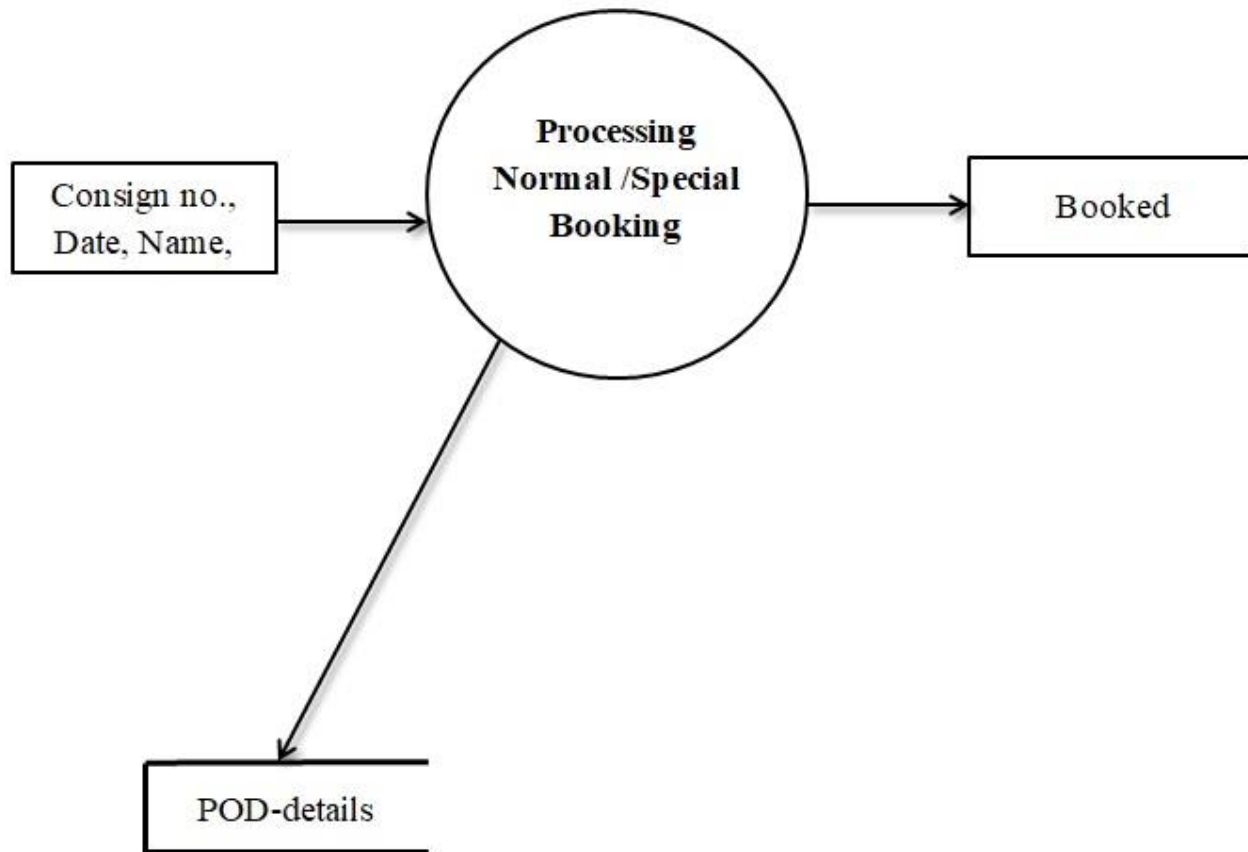 Processing
Normal /Special
Booking
Consign no.,
Date, Name,
Booked
POD-details